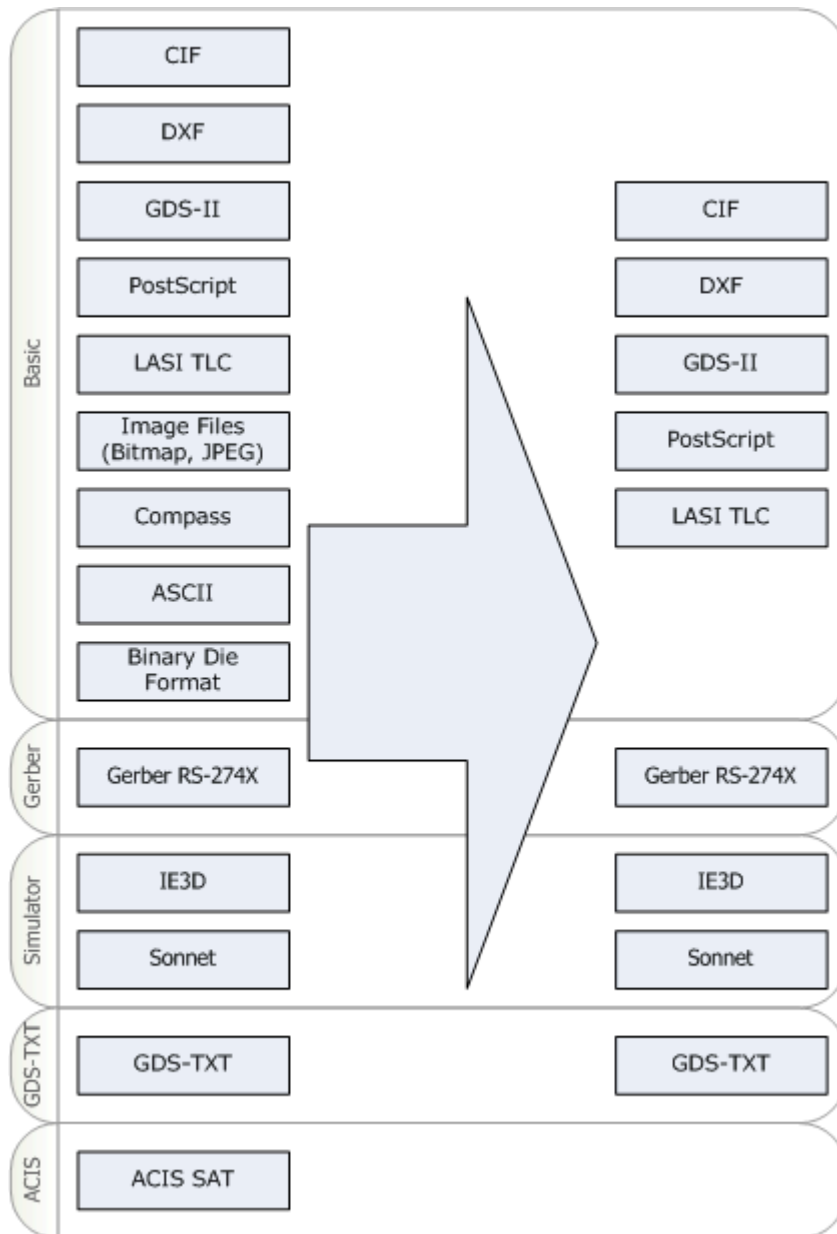 Basic
CIF
DXF
GDS-II
PostScript
LASI TLC
Image Files
(Bitmap, JPEG)
Compass
ASCII
Binary Die
Format
CIF
DXF
GDS-II
PostScript
LASI TLC
Gerber
Gerber RS-274X
Gerber RS-274X
Simulator
IE3D
Sonnet
IE3D
Sonnet
GDS-TXT
GDS-TXT
GDS-TXT
ACIS
ACIS SAT